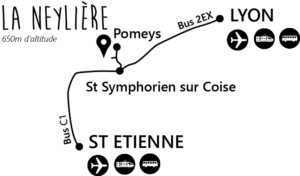 LA NEYLIÈRE
650m d'altitude
Pomeys
Bus 2EX
LYON
St Symphorien sur Coise
Bus C1
ST ETIENNE